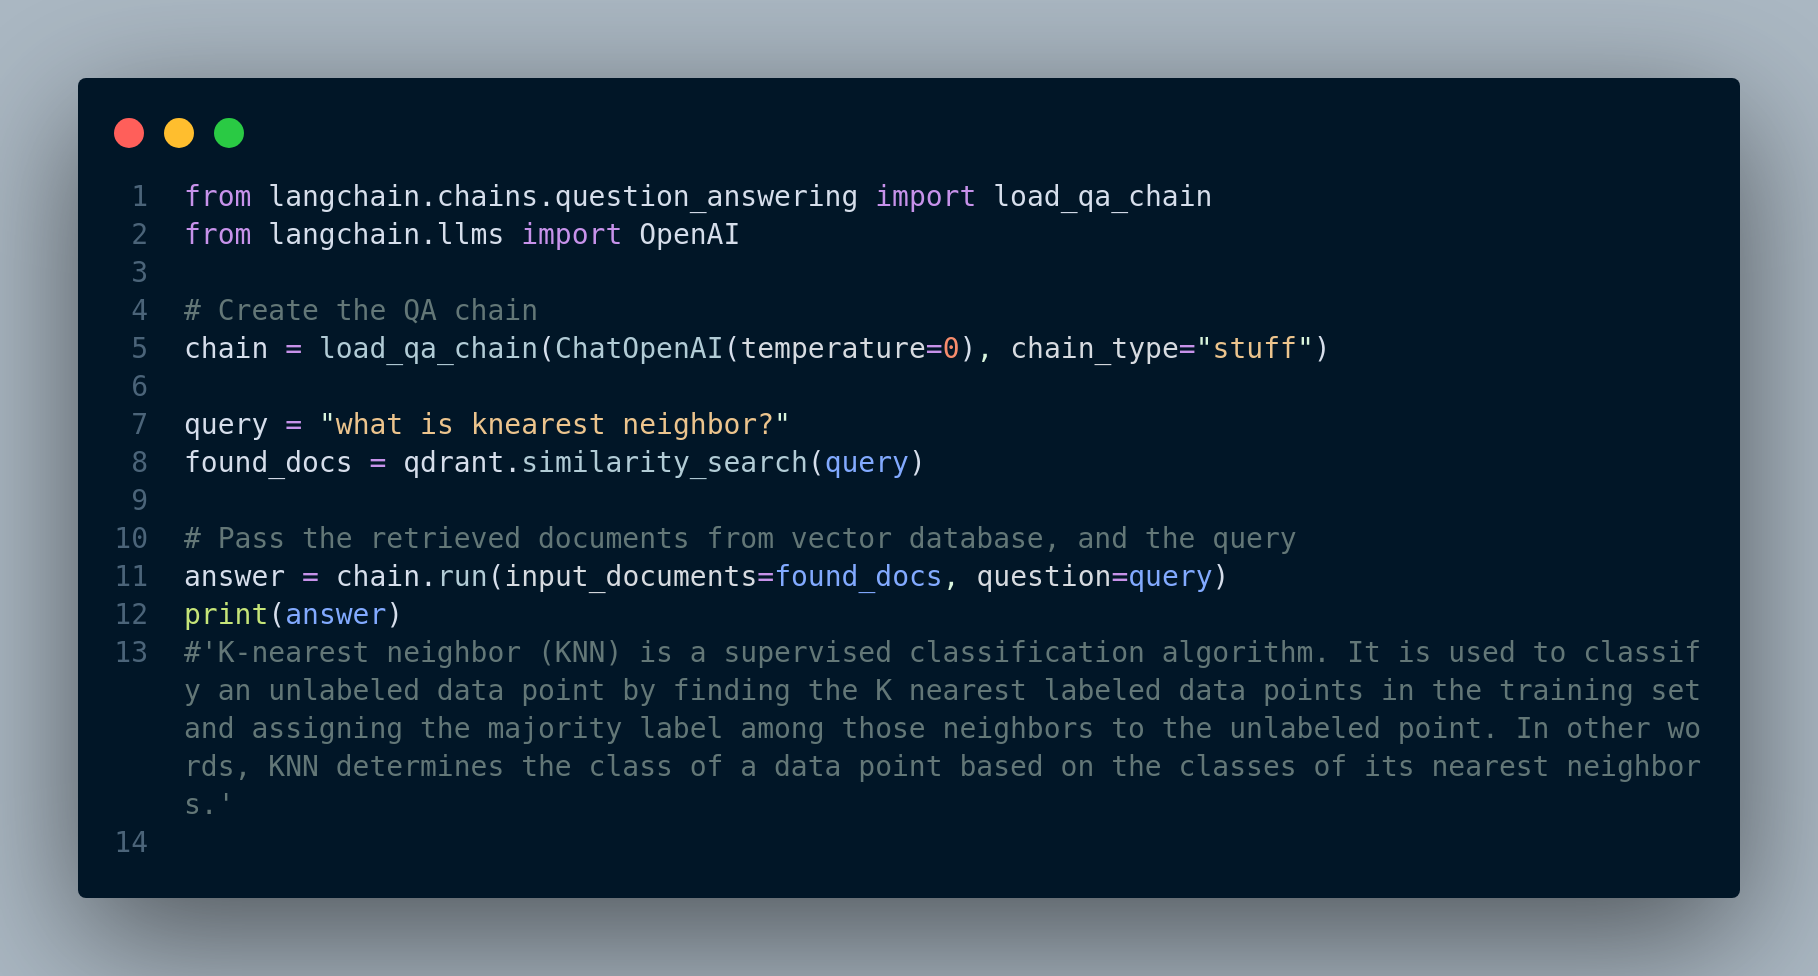 1 from langchain.chains.question_answering import load_qa_chain
2 from langchain.llms import OpenAI
3
4 # Create the QA chain
5 chain = load_qa_chain(ChatOpenAI(temperature=0), chain_type="stuff")
6
7 query = "what is knearest neighbor?"
8 found_docs = qdrant.similarity_search(query)
9
10 # Pass the retrieved documents from vector database, and the query
11 answer = chain.run(input_documents=found_docs, question=query)
12 print(answer)
13 #'K-nearest neighbor (KNN) is a supervised classification algorithm. It is used to classif
y an unlabeled data point by finding the K nearest labeled data points in the training set
and assigning the majority label among those neighbors to the unlabeled point. In other wo
rds, KNN determines the class of a data point based on the classes of its nearest neighbor
s.'
14